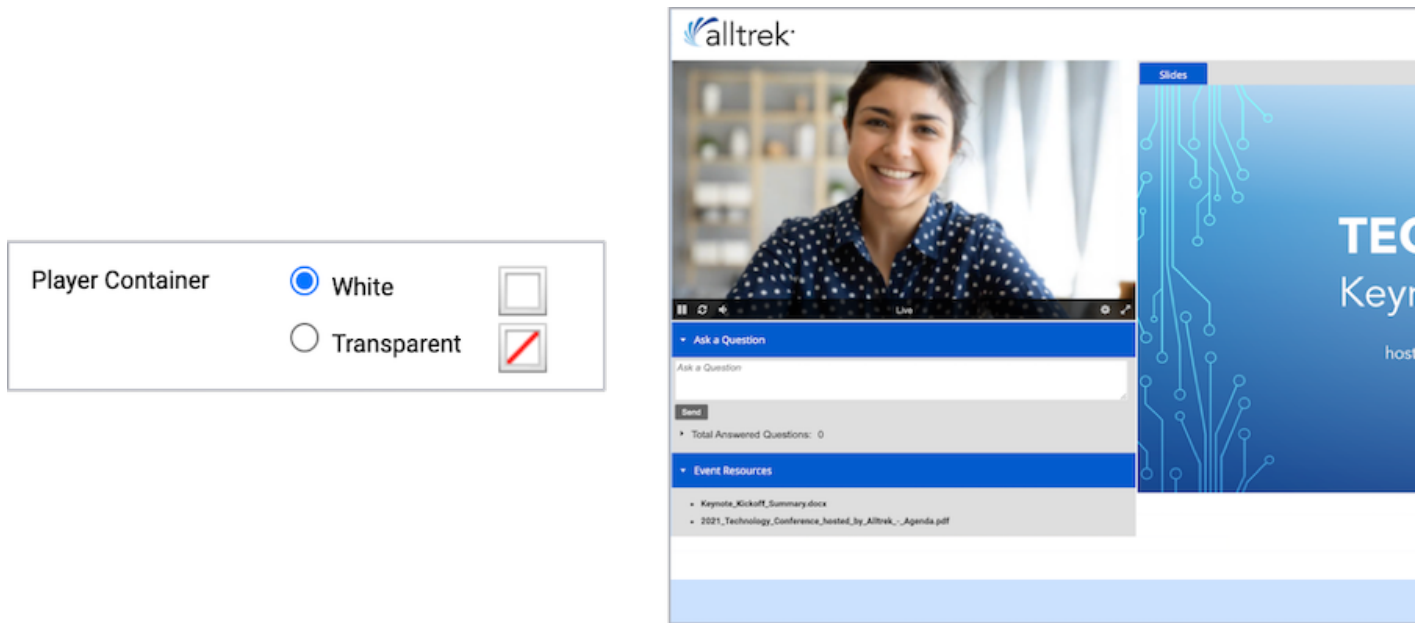 Player Container
White
Transparent
alltrek
Slides
Live
TEC
Key
host
Ask a Question
Ask a Question
Send
Total Answered Questions: 0
Event Resources
Keynote_Kickoff_Summary.docx
2021_Technology_Conference_hosted_by_Alltrek_-_Agenda.pdf